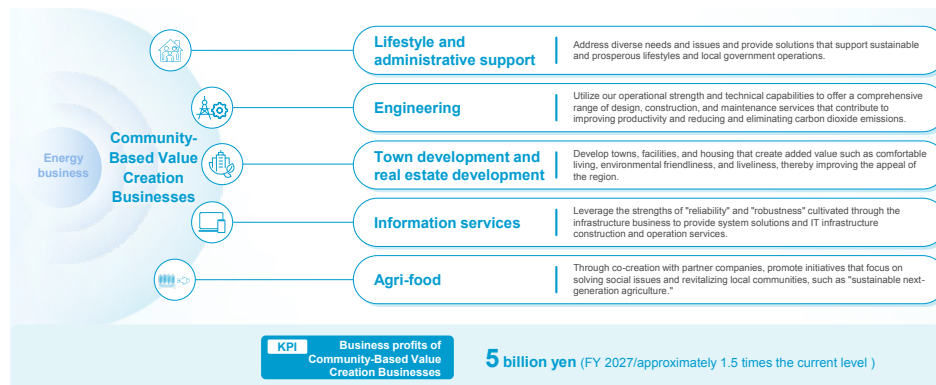 Energy
business
Community-
Based Value
Creation
Businesses
Lifestyle and
administrative support
Address diverse needs and issues and provide solutions that support sustainable
and prosperous lifestyles and local government operations.
Engineering
Utilize our operational strength and technical capabilities to offer a comprehensive
range of design, construction, and maintenance services that contribute to
improving productivity and reducing and eliminating carbon dioxide emissions.
Town development and
real estate development
Develop towns, facilities, and housing that create added value such as comfortable
living, environmental friendliness, and liveliness, thereby improving the appeal of
the region.
Information services
Leverage the strengths of "reliability" and "robustness" cultivated through the
infrastructure business to provide system solutions and IT infrastructure
construction and operation services.
Agri-food
Through co-creation with partner companies, promote initiatives that focus on
solving social issues and revitalizing local communities, such as "sustainable next-
generation agriculture."
KPI
Business profits of
Community-Based Value
Creation Businesses
5 billion yen (FY 2027/approximately 1.5 times the current level )